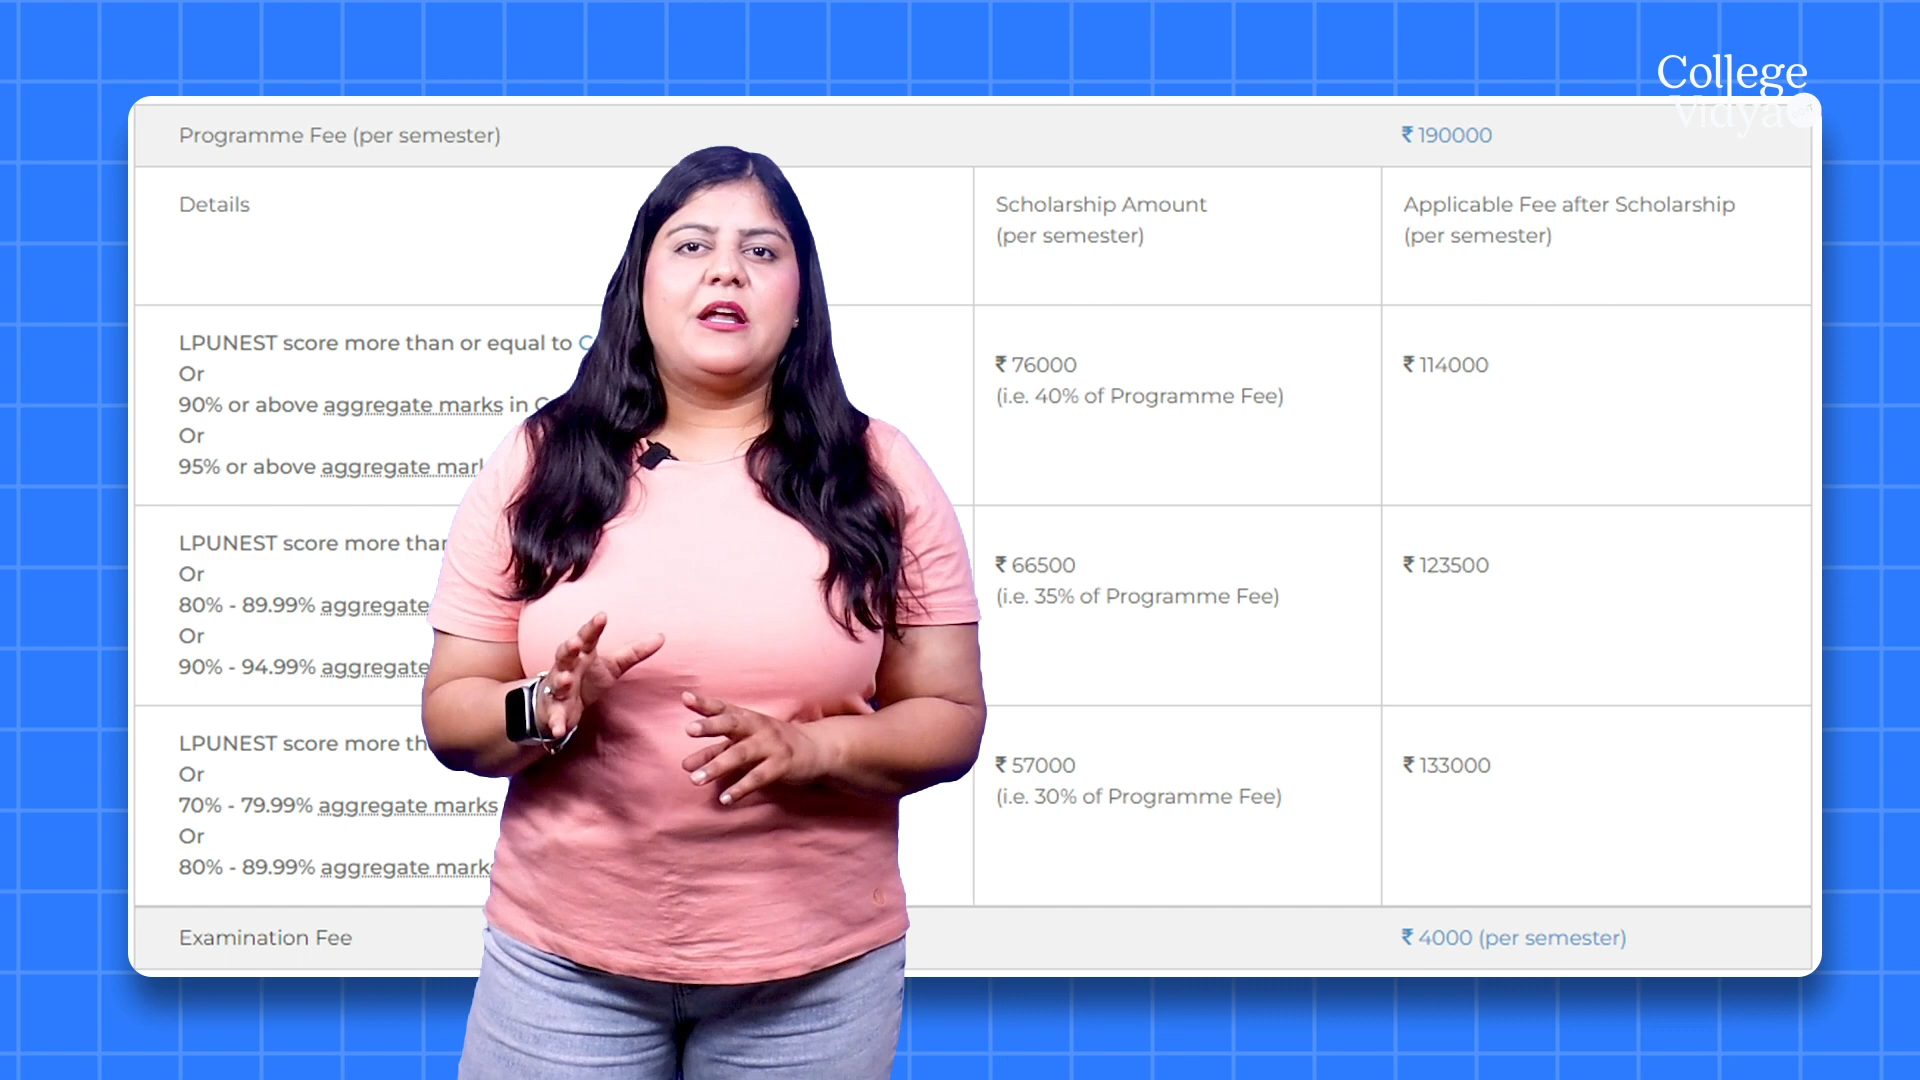 College
Vidya
Programme Fee (per semester) ₹ 190000
Details
Scholarship Amount
(per semester)
Applicable Fee after Scholarship
(per semester)
LPUNEST score more than or equal to
Or
90% or above aggregate marks in
Or
95% or above aggregate
₹ 76000
(i.e. 40% of Programme Fee)
₹ 114000
LPUNEST score more
Or
80% - 89.99% aggregate
Or
90% - 94.99% aggregate
₹ 66500
(i.e. 35% of Programme Fee)
₹ 123500
LPUNEST score more
Or
70% - 79.99% aggregate marks
Or
80% - 89.99% aggregate marks
₹ 57000
(i.e. 30% of Programme Fee)
₹ 133000
Examination Fee ₹ 4000 (per semester)